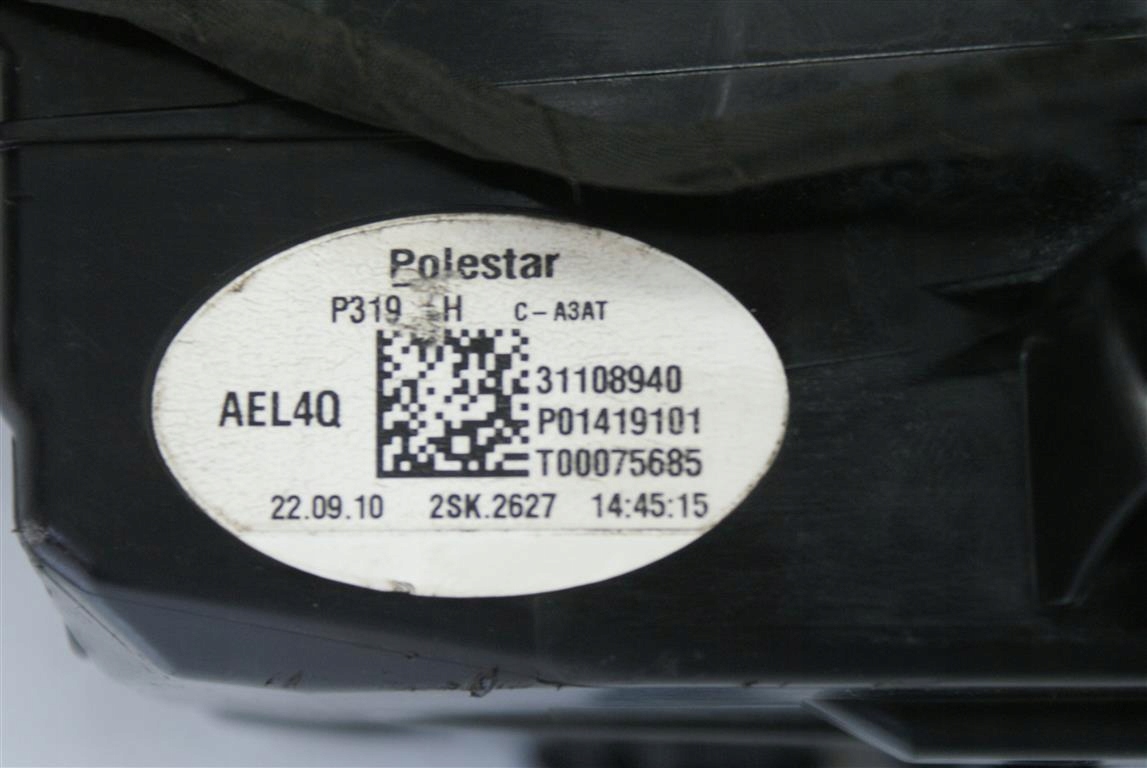 Polestar
P319 H C-A3AT
31108940
AEL4Q P01419101
T00075685
22.09.10 2SK.2627 14:45:15